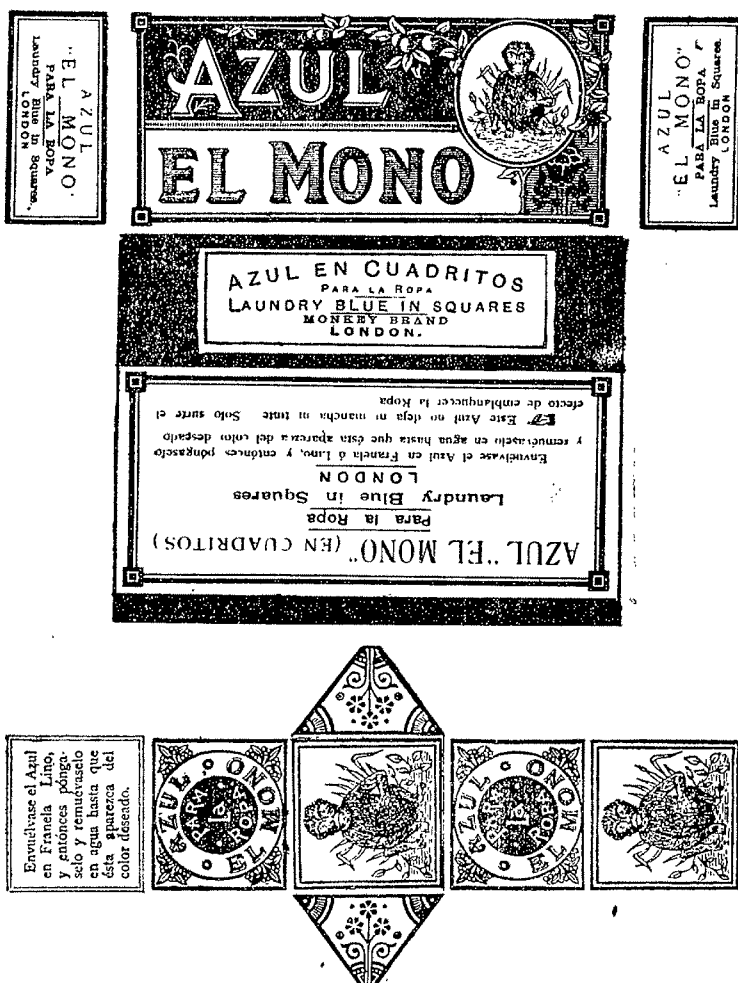 AZUL
"EL MONO"
PARA LA ROPA
Laundry Blue in Squares.
LONDON
AZUL
EL MONO
AZUL
"EL MONO"
PARA LA ROPA
Laundry Blue in Squares.
LONDON
AZUL EN CUADRITOS
PARA LA ROPA
LAUNDRY BLUE IN SQUARES
MONKEY BRAND
LONDON.
AZUL "EL MONO" (EN CUADRITOS)
Para la Ropa
Laundry Blue in Squares
LONDON
Envuélvase el Azul en Franela ó Lino, y entónces póngaselo
y remuévaselo en agua hasta que ésta aparezca del color deseado
Este Azul no deja ni mancha ni tinte Solo surte el
efecto de emblanquecer la Ropa
Envuélvase el Azul
en Franela Lino,
y entonces pónga-
selo y remuévaselo
en agua hasta que
ésta aparezca del
color deseado.
AZUL EL MONO
PARA
La
ROPA
AZUL EL MONO
PARA
La
ROPA